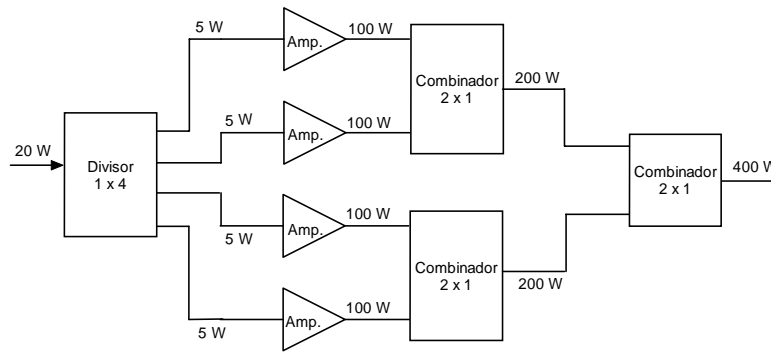 5 W
Amp.
100 W
Combinador
2 x 1
200 W
5 W
Amp.
100 W
20 W
Divisor
1 x 4
Combinador
2 x 1
400 W
5 W
Amp.
100 W
Combinador
2 x 1
200 W
5 W
Amp.
100 W